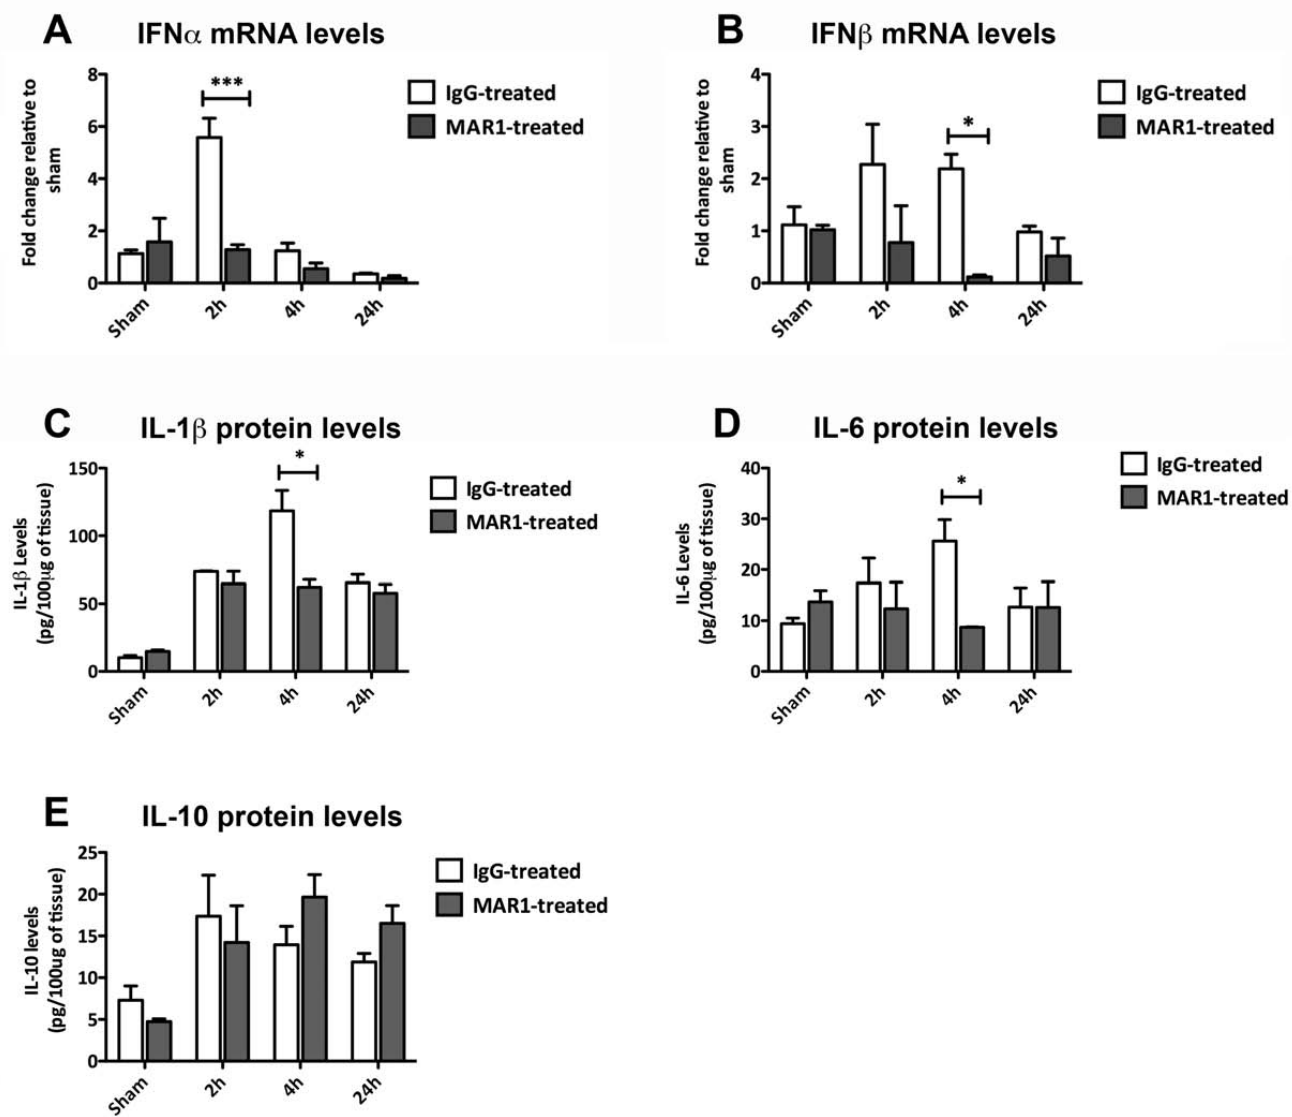 A
IFNα mRNA levels
Fold change relative to
sham
8
6
4
2
0
***
Sham
2h
4h
24h
IgG-treated
MAR1-treated
B
IFNβ mRNA levels
Fold change relative to
sham
4
3
2
1
0
*
Sham
2h
4h
24h
IgG-treated
MAR1-treated
C
IL-1β protein levels
IL-1β Levels
(pg/100µg of tissue)
150
100
50
0
*
Sham
2h
4h
24h
IgG-treated
MAR1-treated
D
IL-6 protein levels
IL-6 Levels
(pg/100µg of tissue)
40
30
20
10
0
*
Sham
2h
4h
24h
IgG-treated
MAR1-treated
E
IL-10 protein levels
IL-10 levels
(pg/100ug of tissue)
25
20
15
10
5
0
Sham
2h
4h
24h
IgG-treated
MAR1-treated